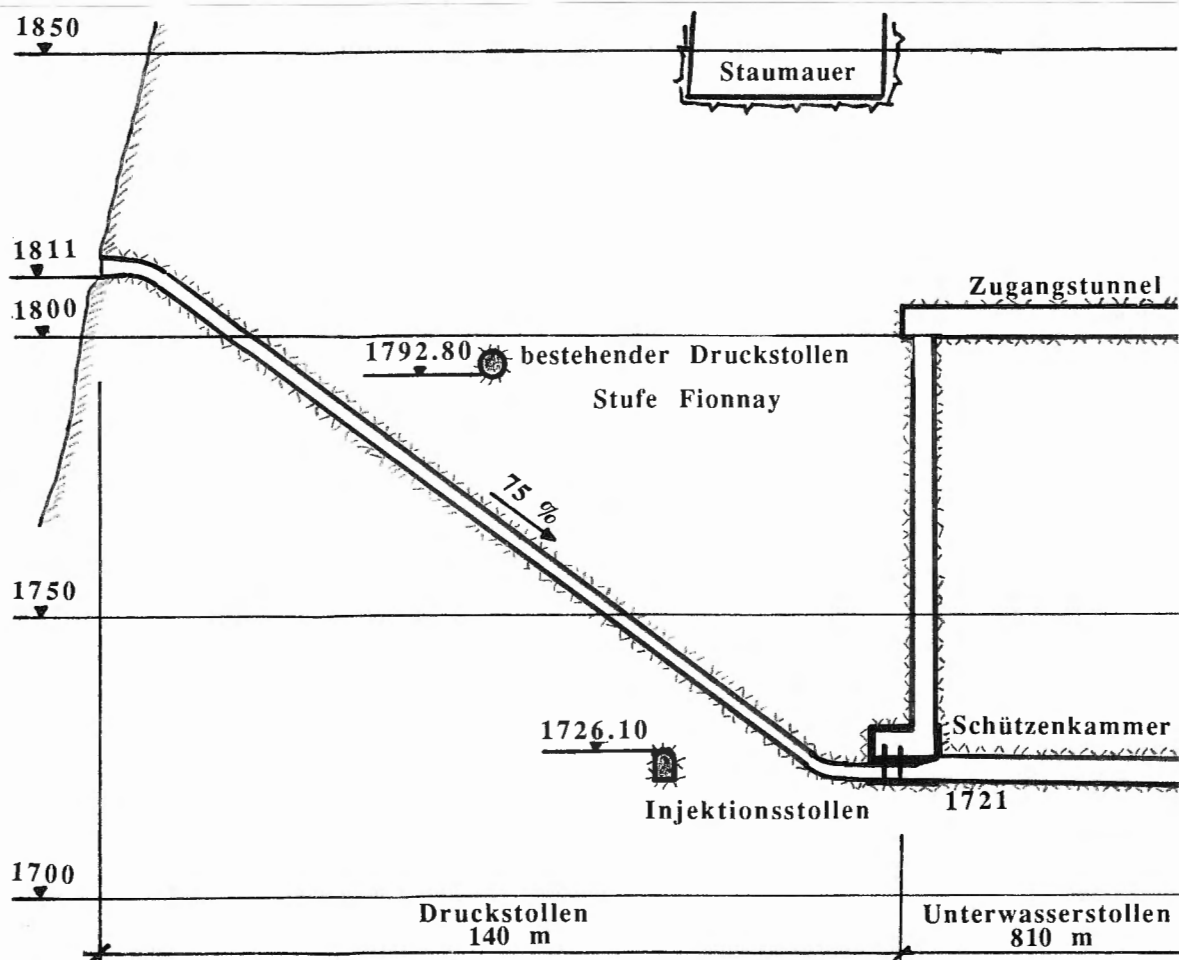 1850
Staumauer
1811
Zugangstunnel
1800
1792.80
bestehender Druckstollen
Stufe Fionnay
75 %
1750
1726.10
Schützenkammer
Injektionsstollen
1721
1700
Druckstollen
140 m
Unterwasserstollen
810 m